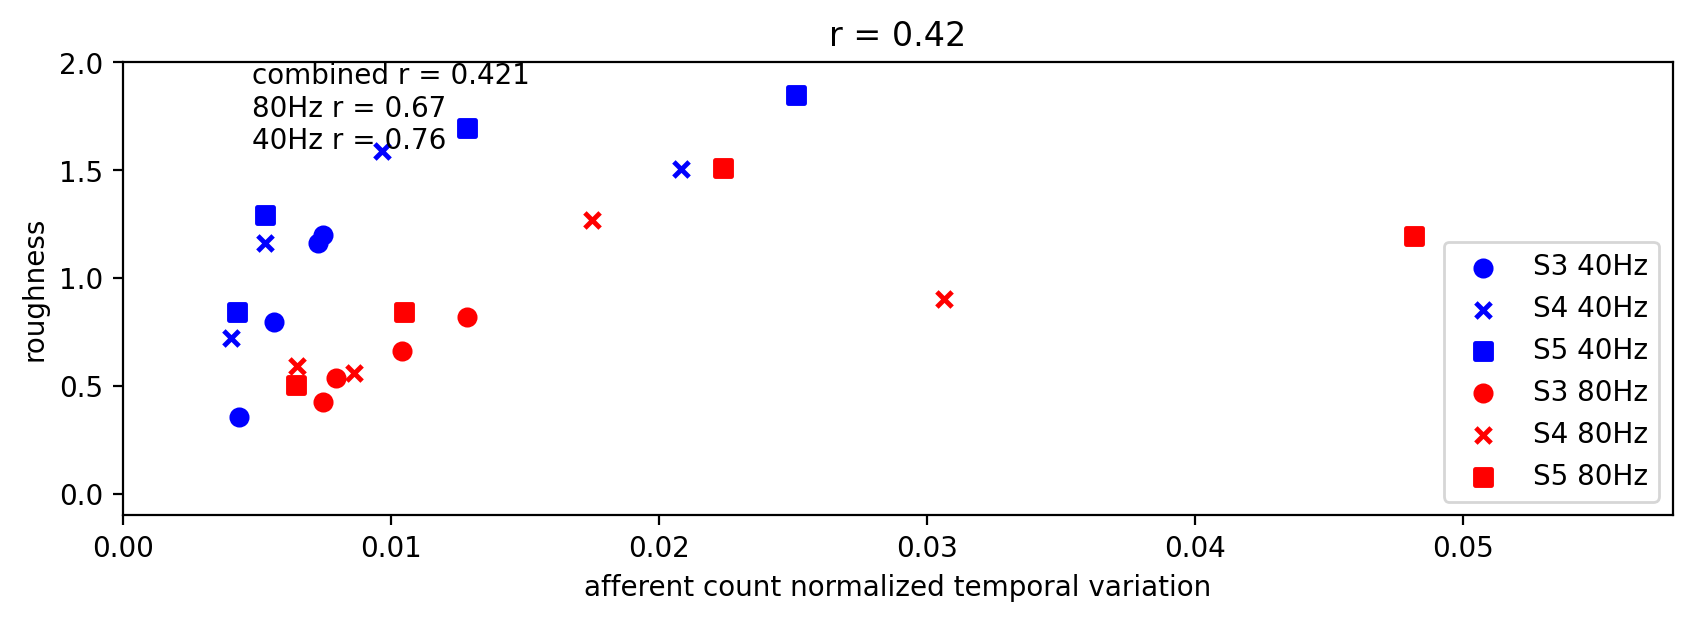 r = 0.42
combined r = 0.421
80Hz r = 0.67
40Hz r = 0.76
2.0
1.5
1.0
0.5
0.0
roughness
S3 40Hz
S4 40Hz
S5 40Hz
S3 80Hz
S4 80Hz
S5 80Hz
0.00 0.01 0.02 0.03 0.04 0.05
afferent count normalized temporal variation